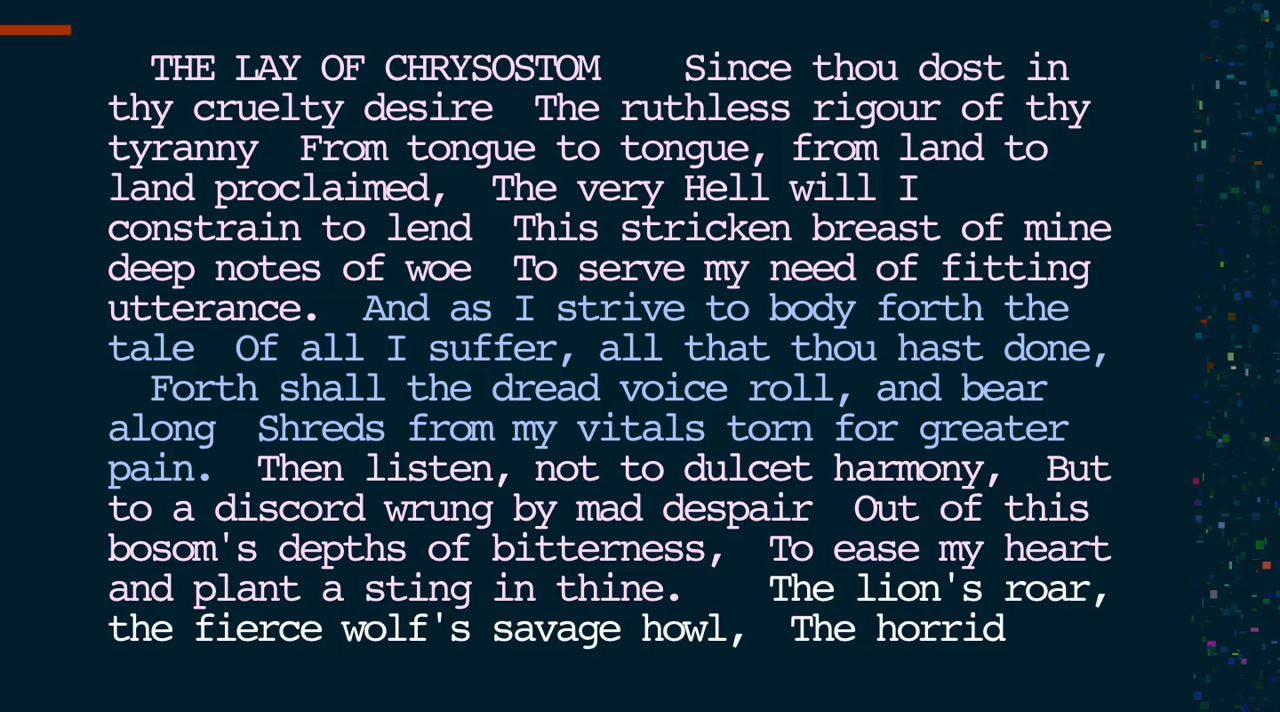 THE LAY OF CHRYSOSTOM    Since thou dost in
thy cruelty desire  The ruthless rigour of thy
tyranny  From tongue to tongue, from land to
land proclaimed,  The very Hell will I
constrain to lend  This stricken breast of mine
deep notes of woe  To serve my need of fitting
utterance.  And as I strive to body forth the
tale  Of all I suffer, all that thou hast done,
Forth shall the dread voice roll, and bear
along  Shreds from my vitals torn for greater
pain.  Then listen, not to dulcet harmony,  But
to a discord wrung by mad despair  Out of this
bosom's depths of bitterness,  To ease my heart
and plant a sting in thine.    The lion's roar,
the fierce wolf's savage howl,  The horrid